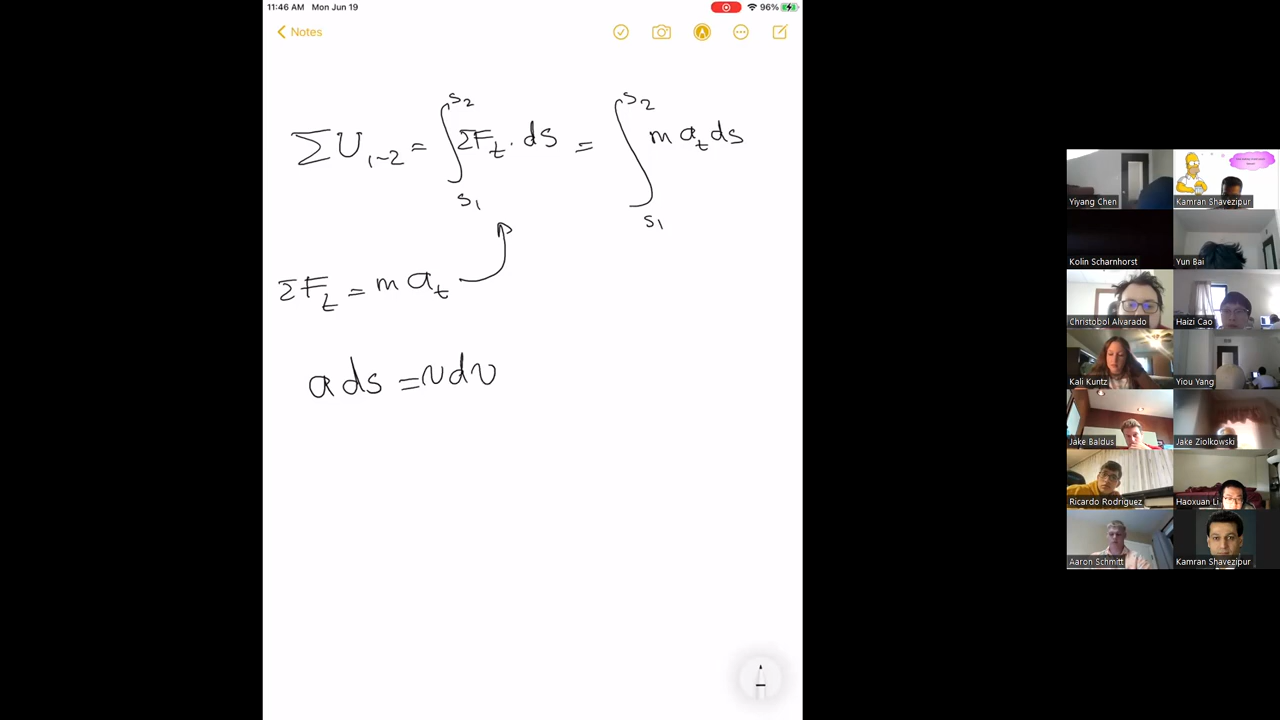 11:46 AM Mon Jun 19
96%
Notes
ΣU₁₋₂ = ∫ₛ₁ˢ² ΣFₜ · ds = ∫ₛ₁ˢ² m aₜ ds
ΣFₜ = m aₜ
a ds = v dv
Yiyang Chen
Kamran Shavezipur
Kolin Scharnhorst
Yun Bai
Christobol Alvarado
Haizi Cao
Kali Kuntz
Yiou Yang
Jake Baldus
Jake Ziolkowski
Ricardo Rodriguez
Haoxuan Li
Aaron Schmitt
Kamran Shavezipur